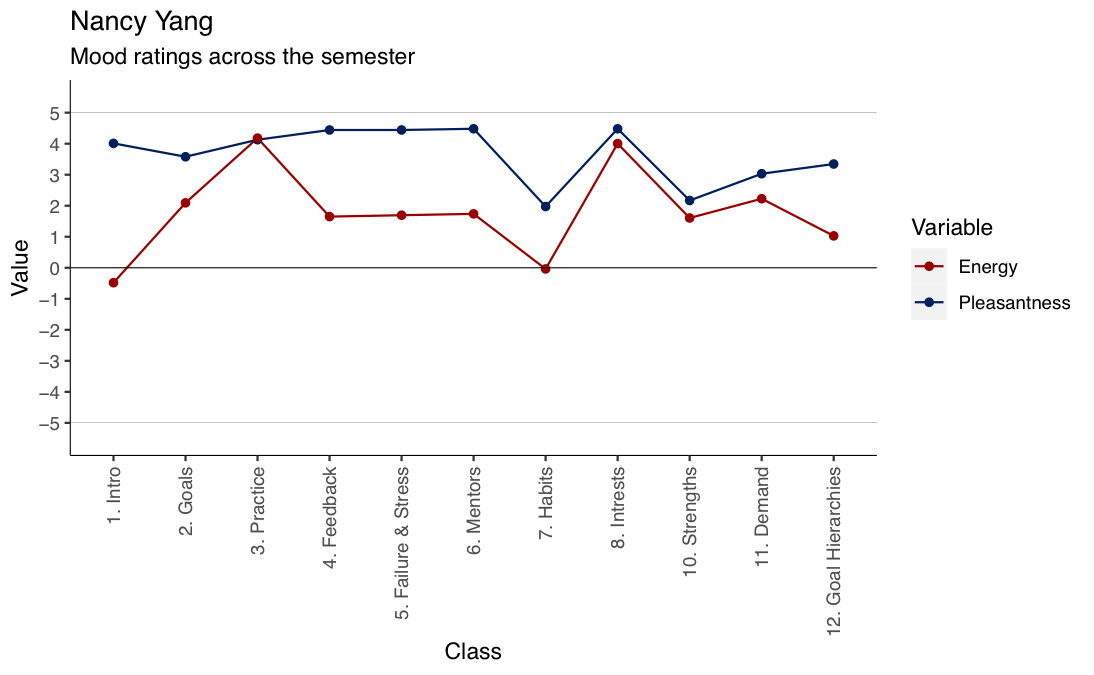 Nancy Yang
Mood ratings across the semester
Value
5
4
3
2
1
0
−1
−2
−3
−4
−5
1. Intro
2. Goals
3. Practice
4. Feedback
5. Failure & Stress
6. Mentors
7. Habits
8. Intrests
10. Strengths
11. Demand
12. Goal Hierarchies
Class
Variable
Energy
Pleasantness